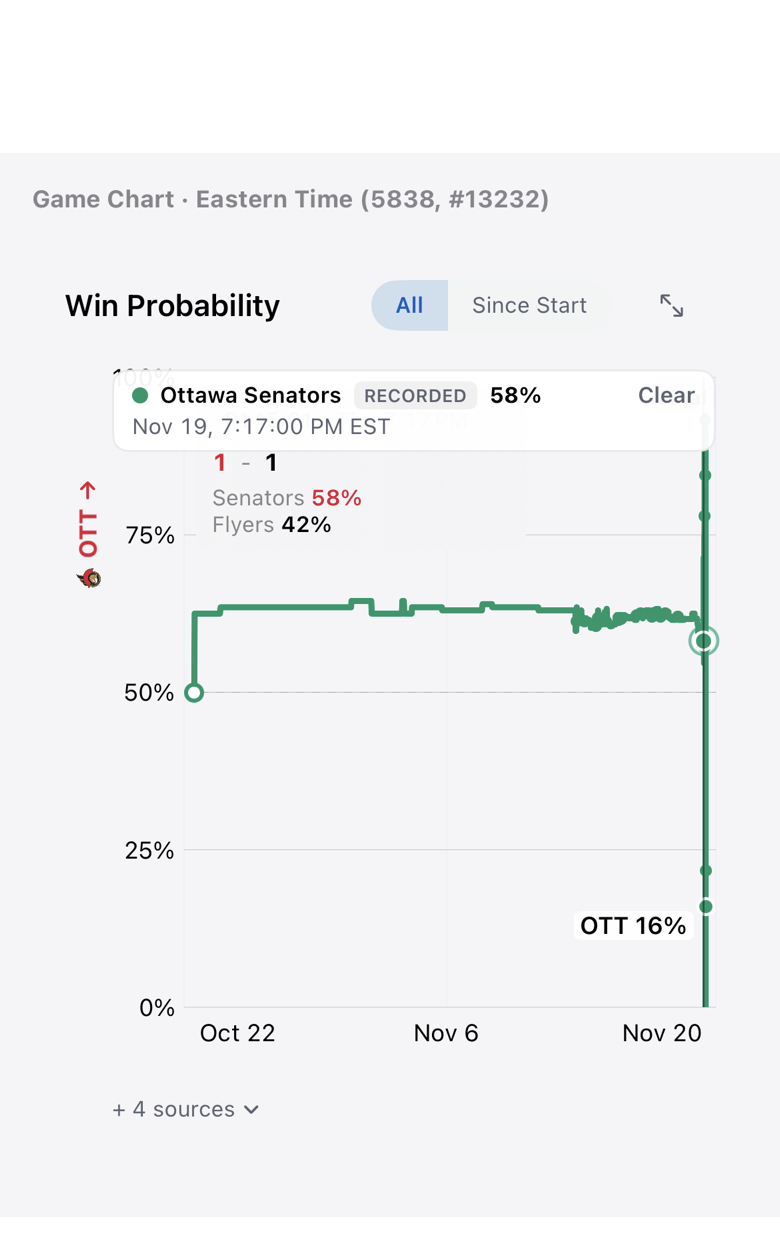 Game Chart · Eastern Time (5838, #13232)
Win Probability
All
Since Start
100%
Ottawa Senators RECORDED 58% Clear
Nov 19, 7:17:00 PM EST
1 - 1
Senators 58%
Flyers 42%
OTT →
75%
50%
25%
OTT 16%
0%
Oct 22
Nov 6
Nov 20
+ 4 sources